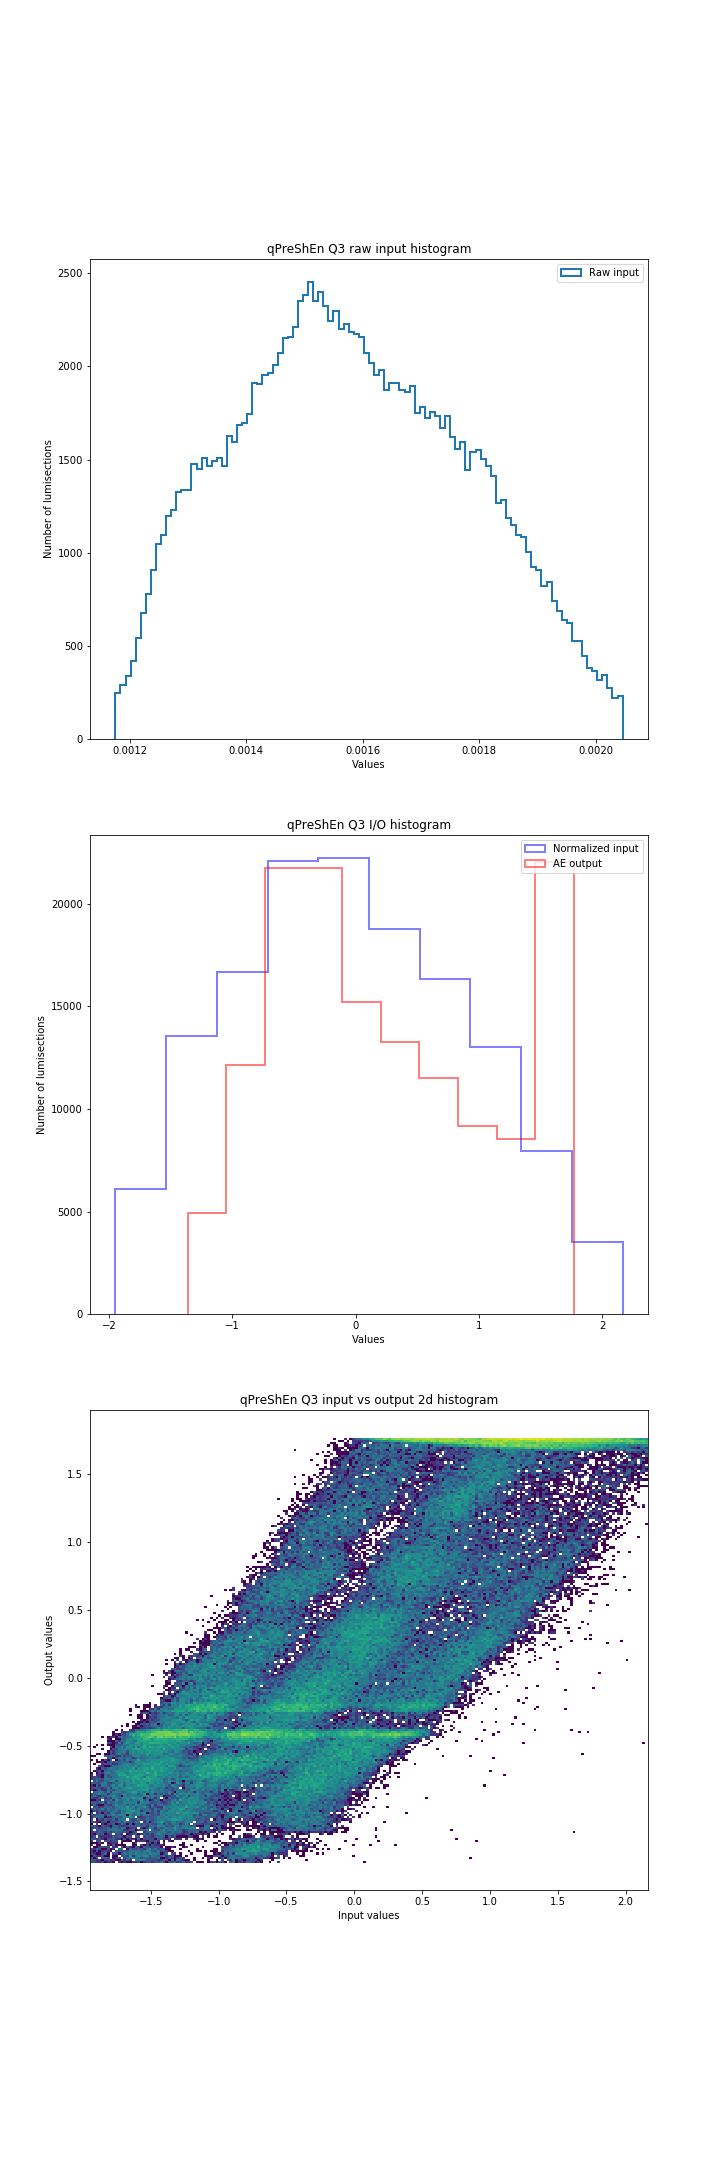 qPreShEn Q3 raw input histogram
Raw input
2500
2000
1500
1000
500
0
Number of lumisections
0.0012 0.0014 0.0016 0.0018 0.0020
Values
qPreShEn Q3 I/O histogram
Normalized input
AE output
20000
15000
10000
5000
0
Number of lumisections
−2 −1 0 1 2
Values
qPreShEn Q3 input vs output 2d histogram
1.5
1.0
0.5
0.0
−0.5
−1.0
−1.5
Output values
−1.5 −1.0 −0.5 0.0 0.5 1.0 1.5 2.0
Input values